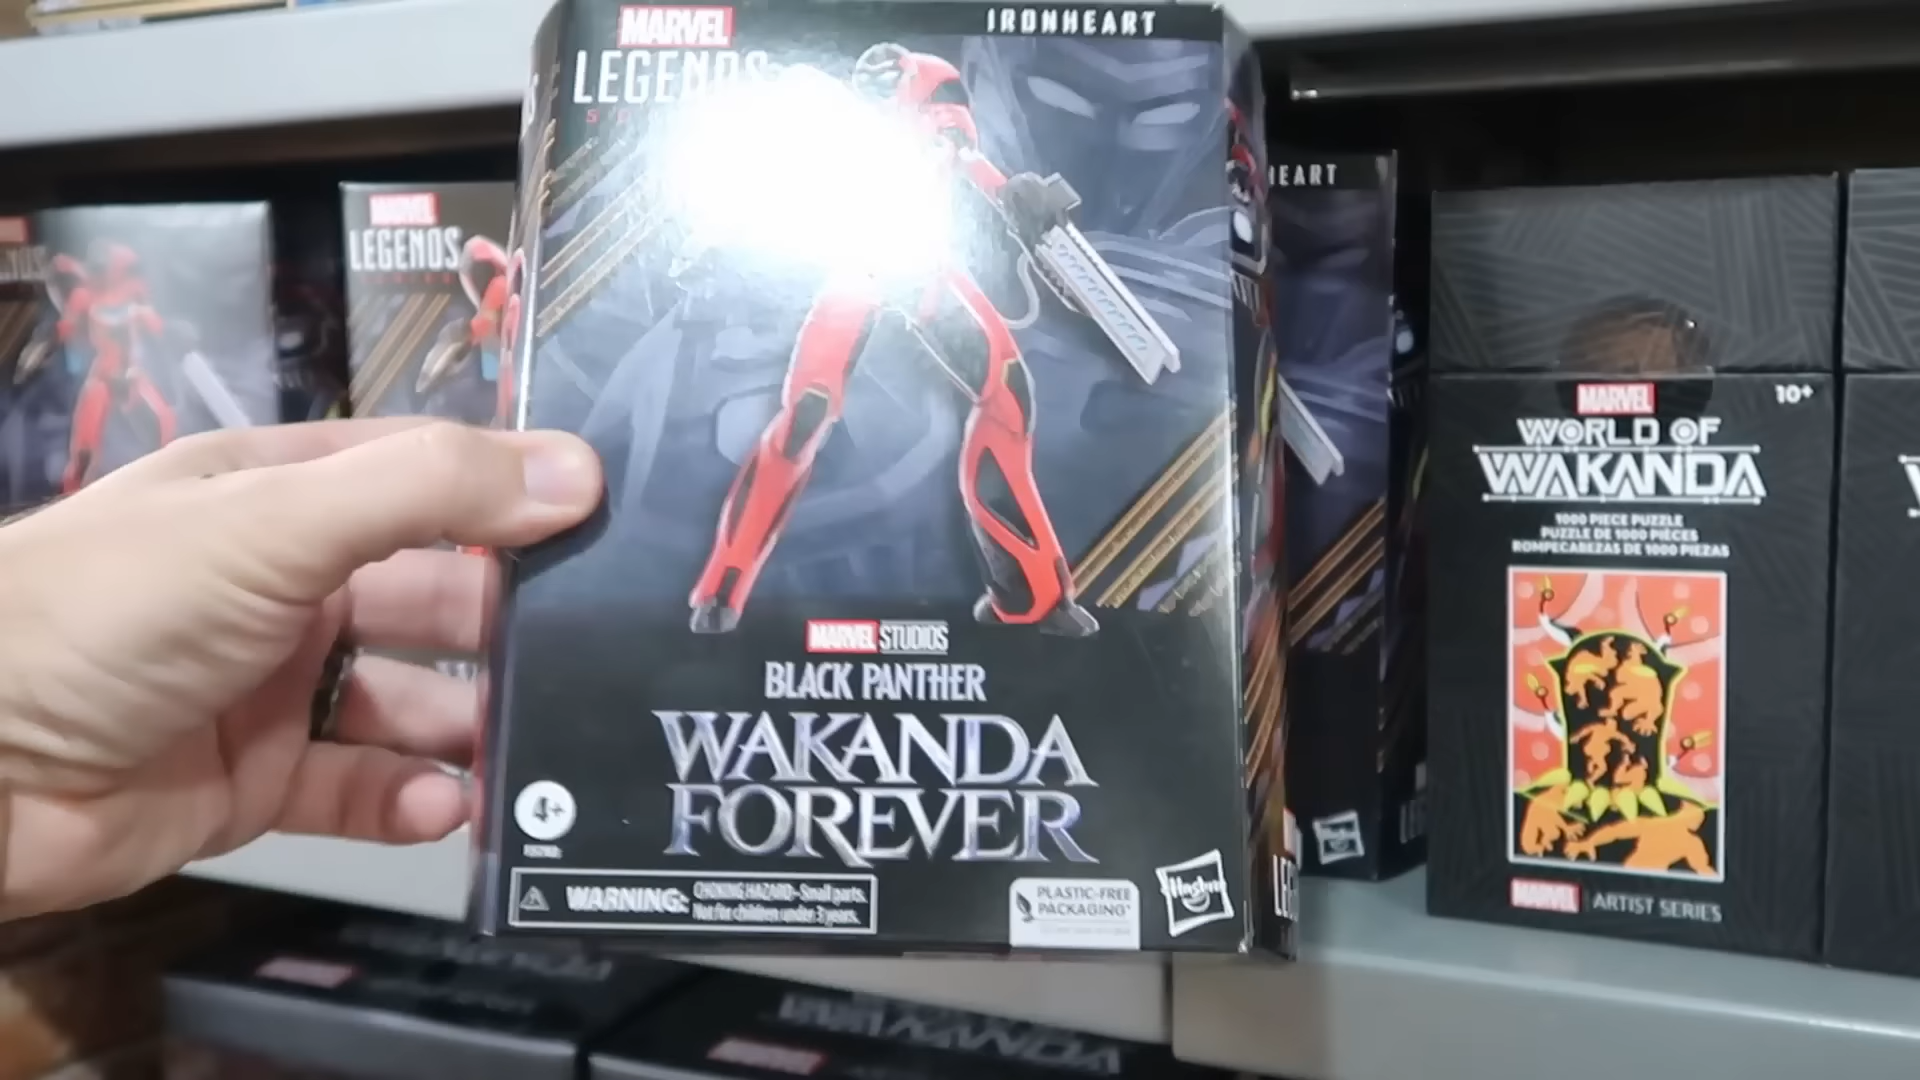 MARVEL
LEGENDS
IRONHEART
MARVEL STUDIOS
BLACK PANTHER
WAKANDA
FOREVER
4+
WARNING: CHOKING HAZARD-Small parts.
Not for children under 3 years.
PLASTIC-FREE
PACKAGING*
Hasbro
MARVEL
LEGENDS
HEART
MARVEL
10+
WORLD OF
WAKANDA
1000 PIECE PUZZLE
PUZZLE DE 1000 PIÈCES
ROMPECABEZAS DE 1000 PIEZAS
MARVEL ARTIST SERIES